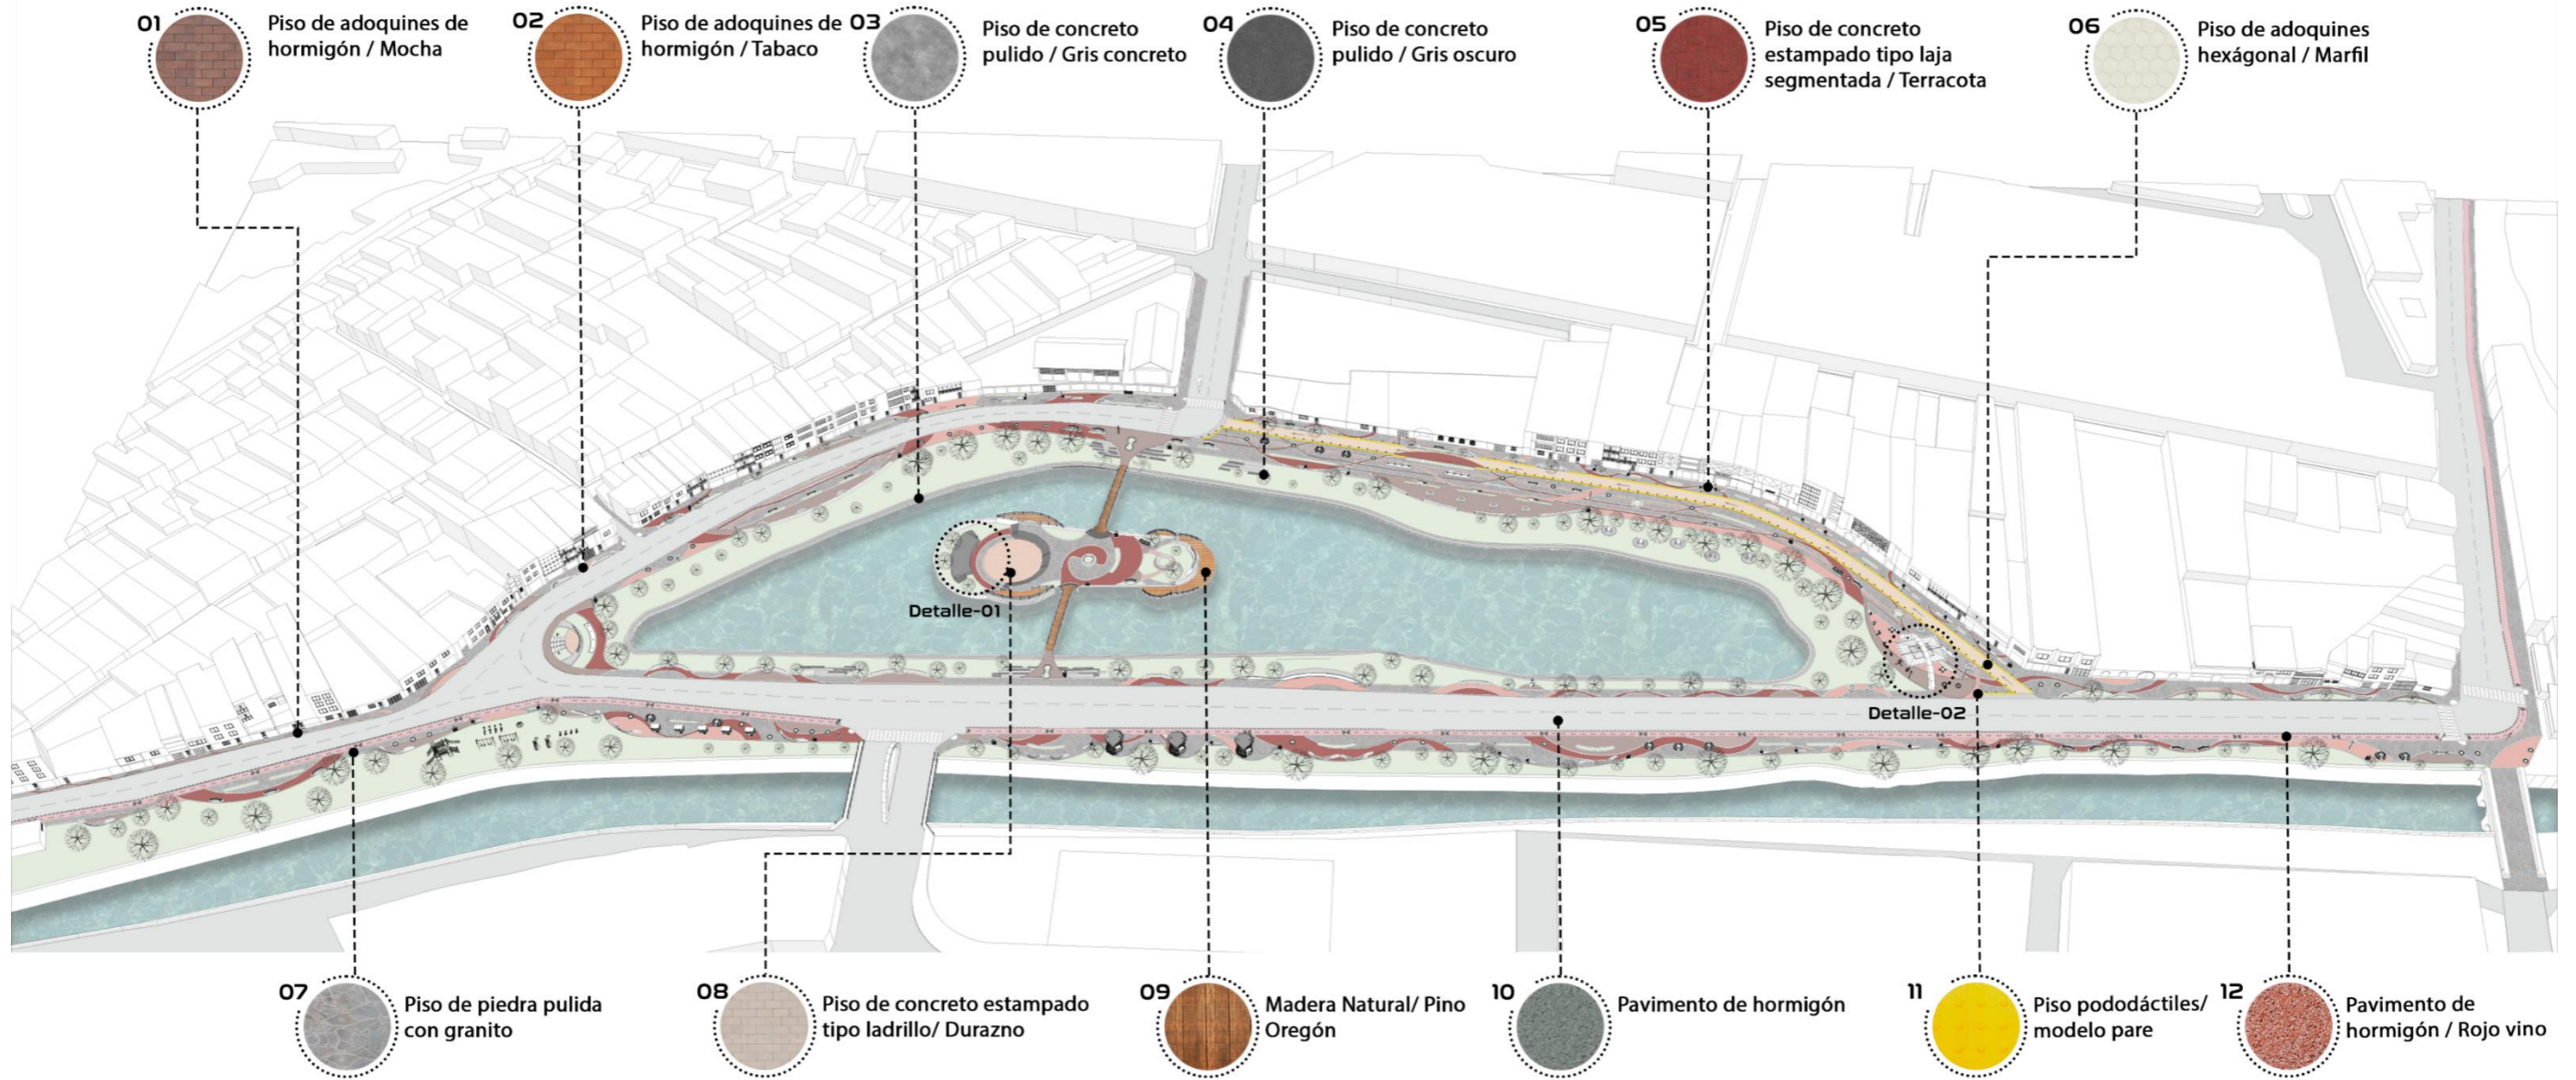 01
Piso de adoquines de
hormigón / Mocha
02
Piso de adoquines de
hormigón / Tabaco
03
Piso de concreto
pulido / Gris concreto
04
Piso de concreto
pulido / Gris oscuro
05
Piso de concreto
estampado tipo laja
segmentada / Terracota
06
Piso de adoquines
hexágonal / Marfil
Detalle-01
Detalle-02
07
Piso de piedra pulida
con granito
08
Piso de concreto estampado
tipo ladrillo/ Durazno
09
Madera Natural/ Pino
Oregón
10
Pavimento de hormigón
11
Piso pododáctiles/
modelo pare
12
Pavimento de
hormigón / Rojo vino